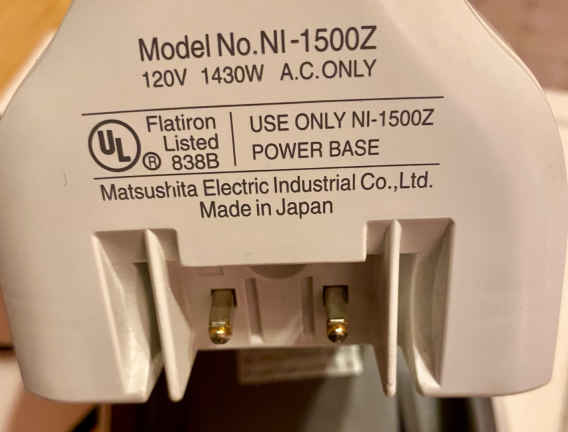 Model No.NI-1500Z
120V 1430W A.C.ONLY
UL ®
Flatiron
Listed
838B
USE ONLY NI-1500Z
POWER BASE
Matsushita Electric Industrial Co.,Ltd.
Made in Japan